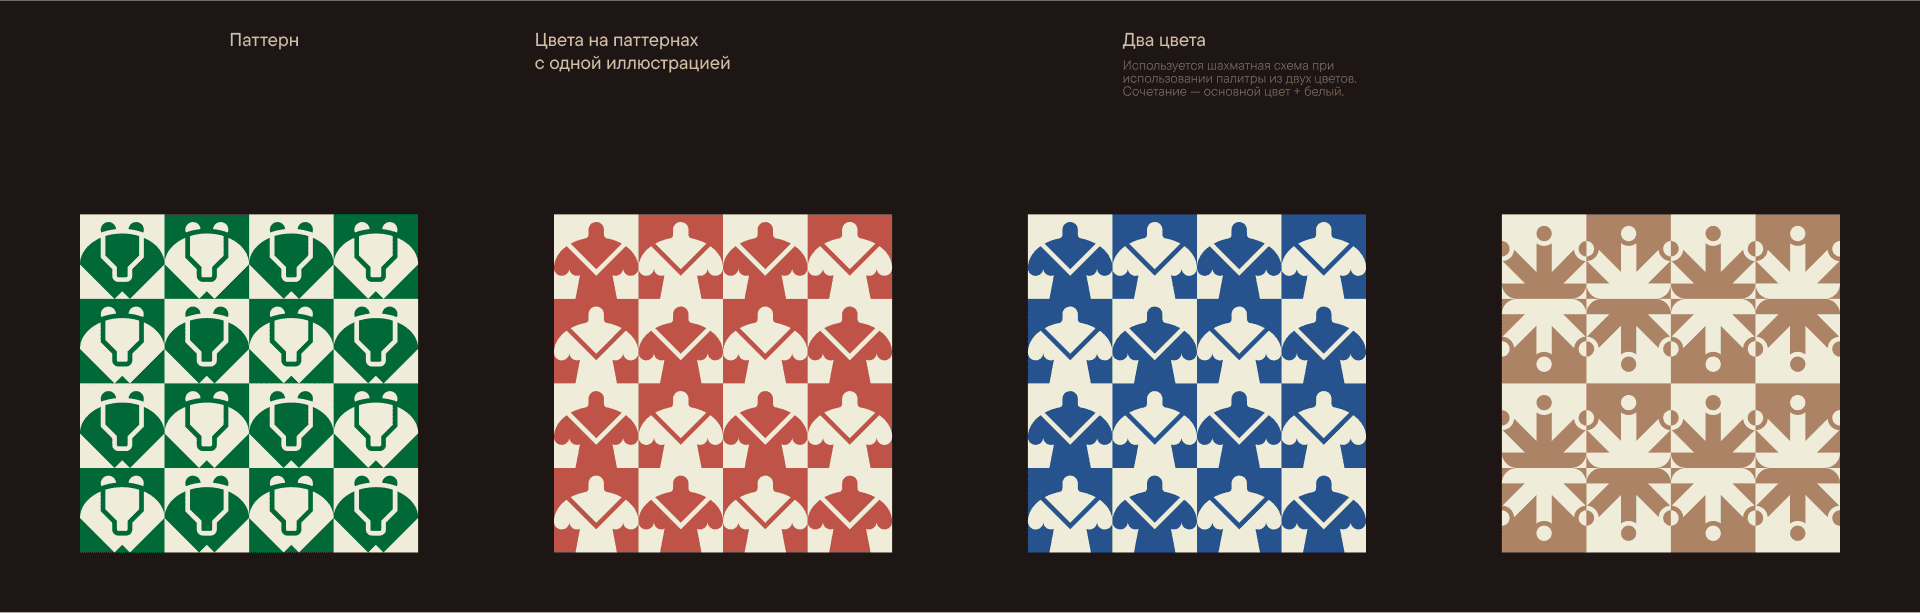 Паттерн
Цвета на паттернах
с одной иллюстрацией
Два цвета
Используется шахматная схема при
использовании палитры из двух цветов.
Сочетание — основной цвет + белый.